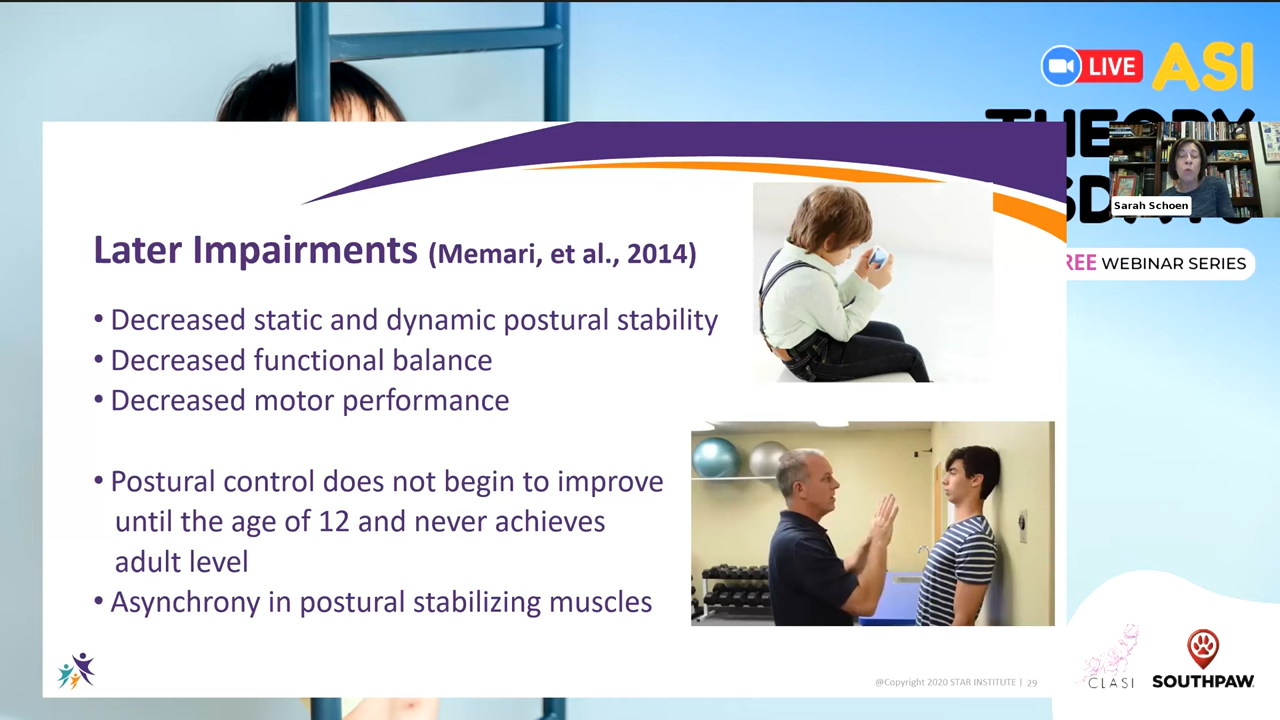 LIVE
ASI
Sarah Schoen
WEBINAR SERIES
Later Impairments (Memari, et al., 2014)
• Decreased static and dynamic postural stability
• Decreased functional balance
• Decreased motor performance
• Postural control does not begin to improve
until the age of 12 and never achieves
adult level
• Asynchrony in postural stabilizing muscles
@Copyright 2020 STAR INSTITUTE | 29
CLASI
SOUTHPAW